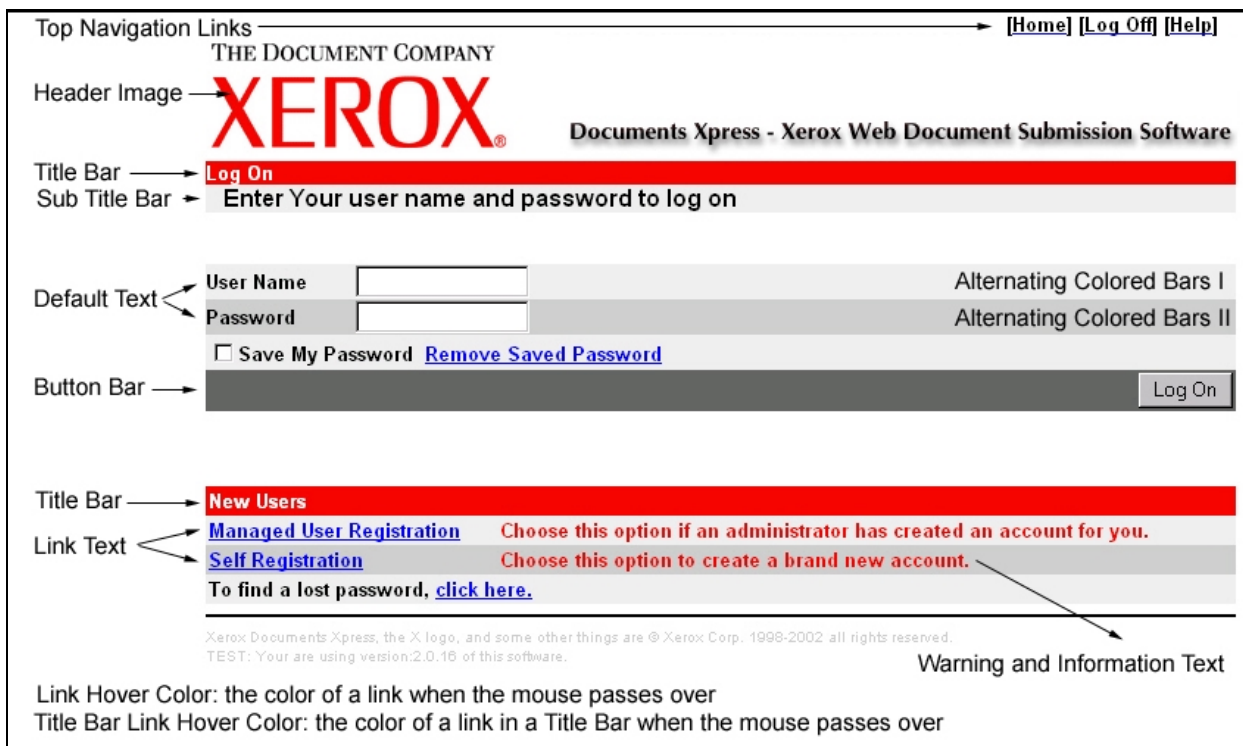 Top Navigation Links [Home] [Log Off] [Help]
THE DOCUMENT COMPANY
Header Image XEROX®
Documents Xpress - Xerox Web Document Submission Software
Title Bar Log On
Sub Title Bar Enter Your user name and password to log on
User Name Alternating Colored Bars I
Default Text
Password Alternating Colored Bars II
Save My Password Remove Saved Password
Button Bar Log On
Title Bar New Users
Managed User Registration Choose this option if an administrator has created an account for you.
Link Text
Self Registration Choose this option to create a brand new account.
To find a lost password, click here.
Xerox Documents Xpress, the X logo, and some other things are © Xerox Corp. 1998-2002 all rights reserved.
TEST: Your are using version:2.0.16 of this software.
Warning and Information Text
Link Hover Color: the color of a link when the mouse passes over
Title Bar Link Hover Color: the color of a link in a Title Bar when the mouse passes over